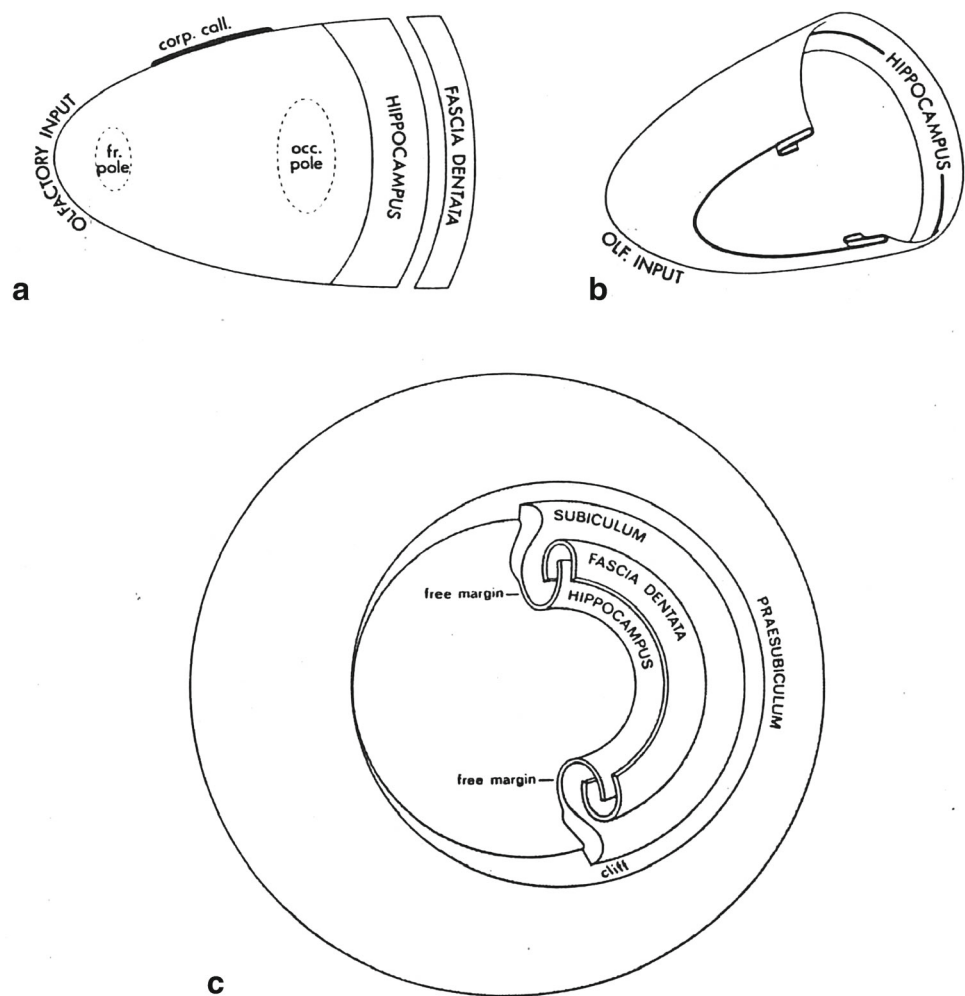 corp. call.
OLFACTORY INPUT
fr.
pole
occ.
pole
HIPPOCAMPUS
FASCIA DENTATA
a
HIPPOCAMPUS
OLF. INPUT
b
SUBICULUM
FASCIA DENTATA
HIPPOCAMPUS
free margin
PRAESUBICULUM
free margin
cliff
c